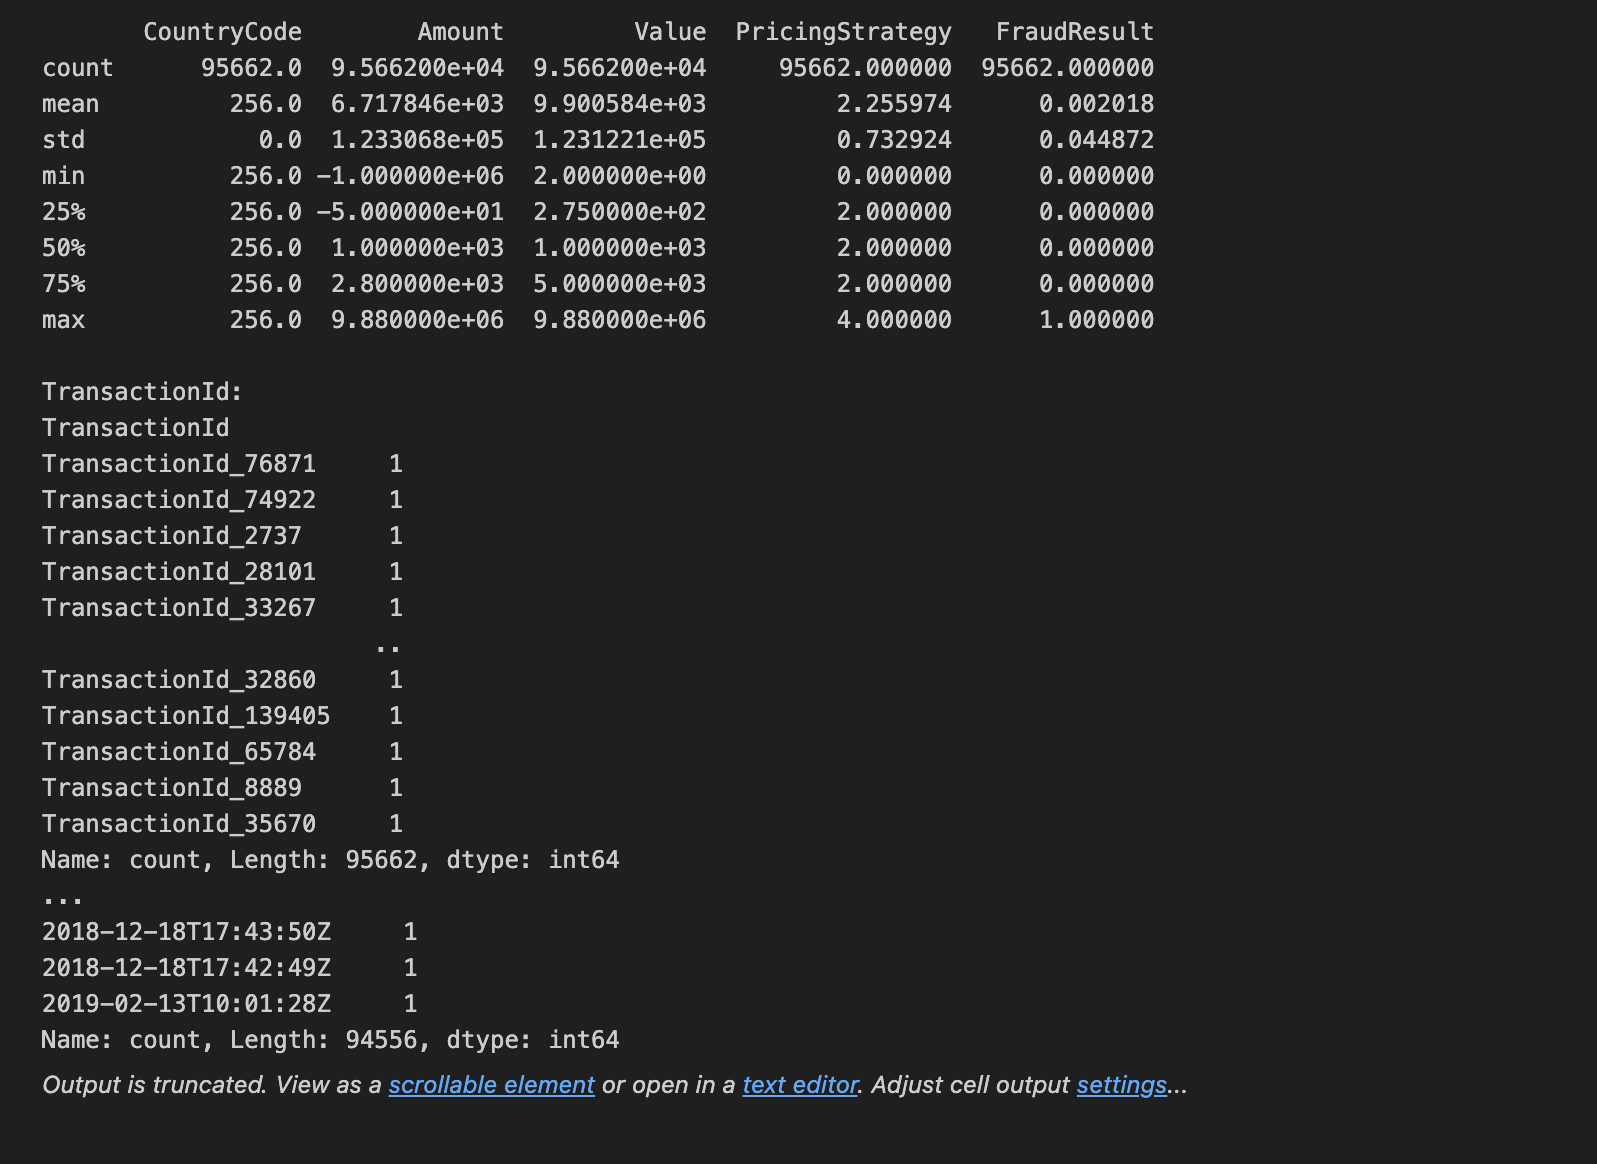 CountryCode Amount Value PricingStrategy FraudResult
count 95662.0 9.566200e+04 9.566200e+04 95662.000000 95662.000000
mean 256.0 6.717846e+03 9.900584e+03 2.255974 0.002018
std 0.0 1.233068e+05 1.231221e+05 0.732924 0.044872
min 256.0 -1.000000e+06 2.000000e+00 0.000000 0.000000
25% 256.0 -5.000000e+01 2.750000e+02 2.000000 0.000000
50% 256.0 1.000000e+03 1.000000e+03 2.000000 0.000000
75% 256.0 2.800000e+03 5.000000e+03 2.000000 0.000000
max 256.0 9.880000e+06 9.880000e+06 4.000000 1.000000
TransactionId:
TransactionId
TransactionId_76871 1
TransactionId_74922 1
TransactionId_2737 1
TransactionId_28101 1
TransactionId_33267 1
..
TransactionId_32860 1
TransactionId_139405 1
TransactionId_65784 1
TransactionId_8889 1
TransactionId_35670 1
Name: count, Length: 95662, dtype: int64
...
2018-12-18T17:43:50Z 1
2018-12-18T17:42:49Z 1
2019-02-13T10:01:28Z 1
Name: count, Length: 94556, dtype: int64
Output is truncated. View as a scrollable element or open in a text editor. Adjust cell output settings...